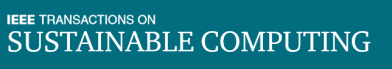 IEEE TRANSACTIONS ON
SUSTAINABLE COMPUTING